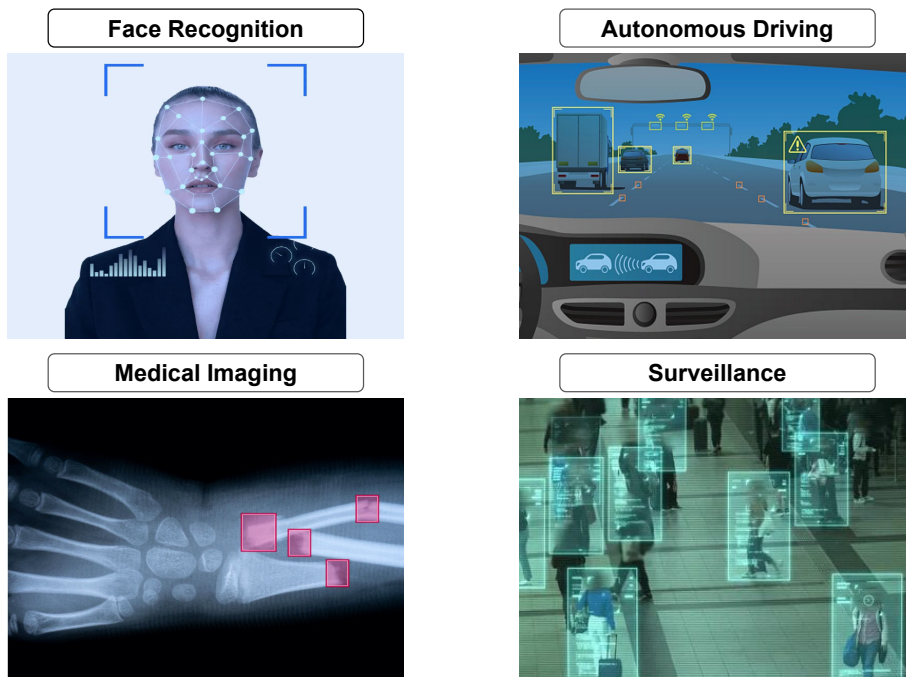 Face Recognition
Autonomous Driving
Medical Imaging
Surveillance